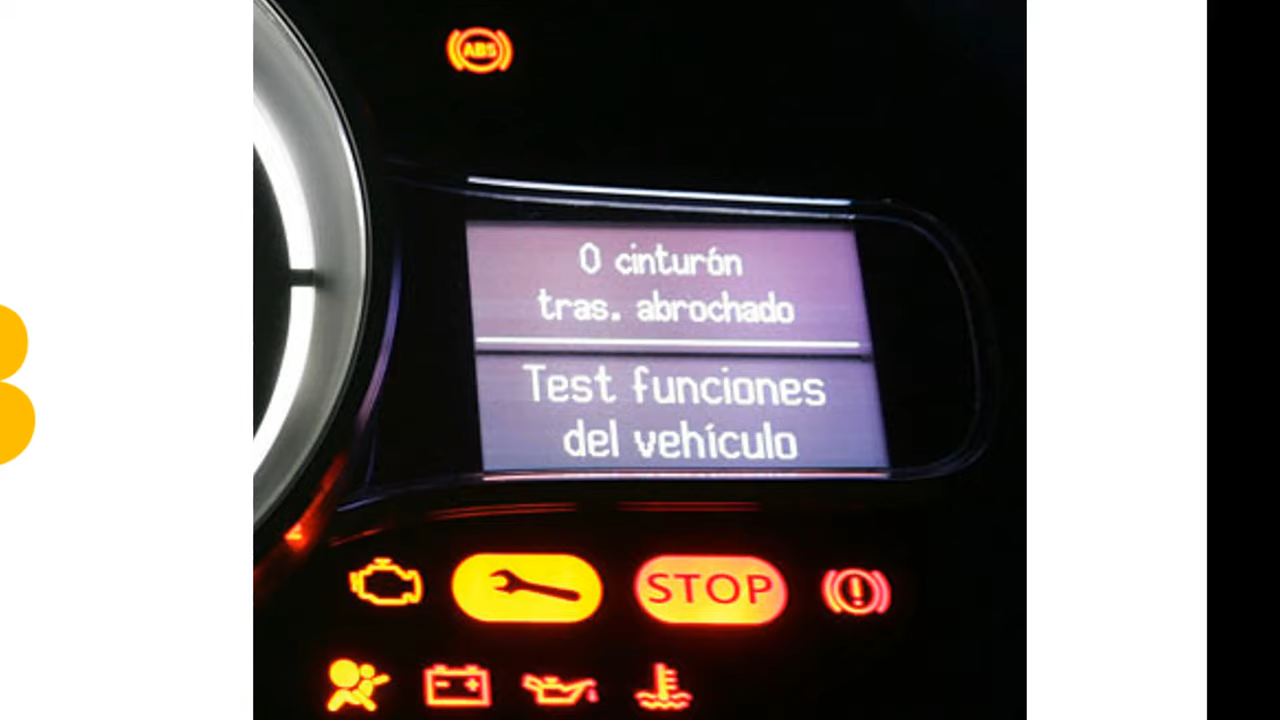 ABS
0 cinturón
tras. abrochado
Test funciones
del vehículo
STOP